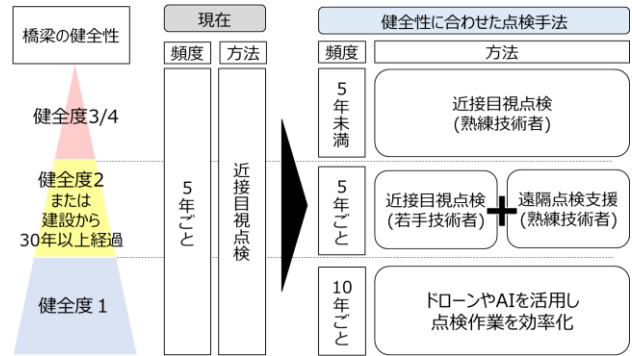 橋梁の健全性
現在
健全性に合わせた点検手法
頻度
方法
頻度
方法
健全度3/4
健全度2
または
建設から
30年以上経過
健全度1
5年ごと
近接目視点検
5年未満
近接目視点検
(熟練技術者)
5年ごと
近接目視点検
(若手技術者)
+
遠隔点検支援
(熟練技術者)
10年ごと
ドローンやAIを活用し
点検作業を効率化